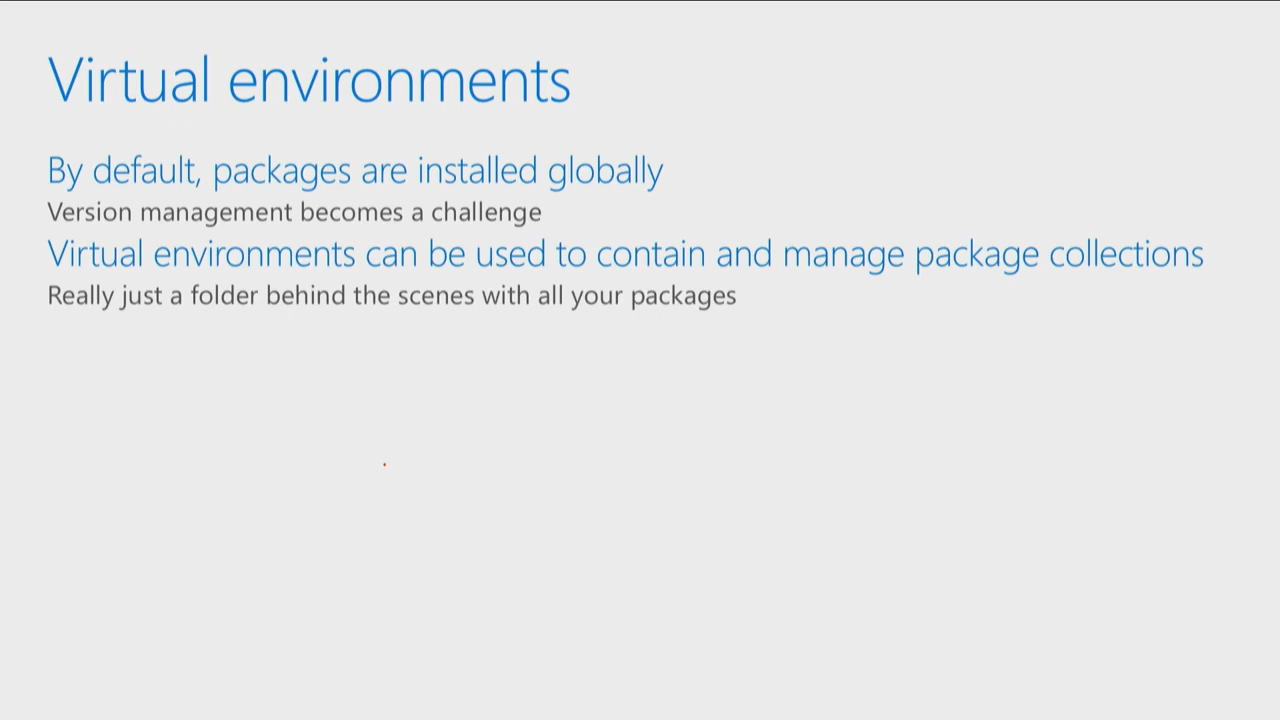 Virtual environments
By default, packages are installed globally
Version management becomes a challenge
Virtual environments can be used to contain and manage package collections
Really just a folder behind the scenes with all your packages